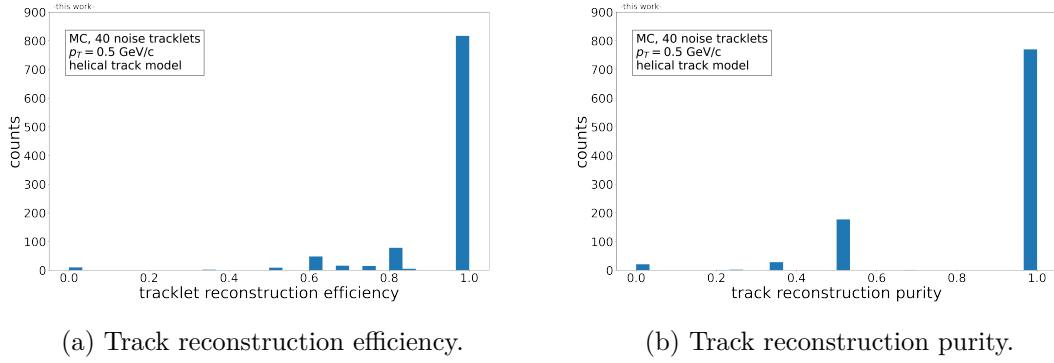 -this work-
MC, 40 noise tracklets
p_T = 0.5 GeV/c
helical track model
counts
900
800
700
600
500
400
300
200
100
0
0.0 0.2 0.4 0.6 0.8 1.0
tracklet reconstruction efficiency
(a) Track reconstruction efficiency.
-this work-
MC, 40 noise tracklets
p_T = 0.5 GeV/c
helical track model
counts
900
800
700
600
500
400
300
200
100
0
0.0 0.2 0.4 0.6 0.8 1.0
track reconstruction purity
(b) Track reconstruction purity.